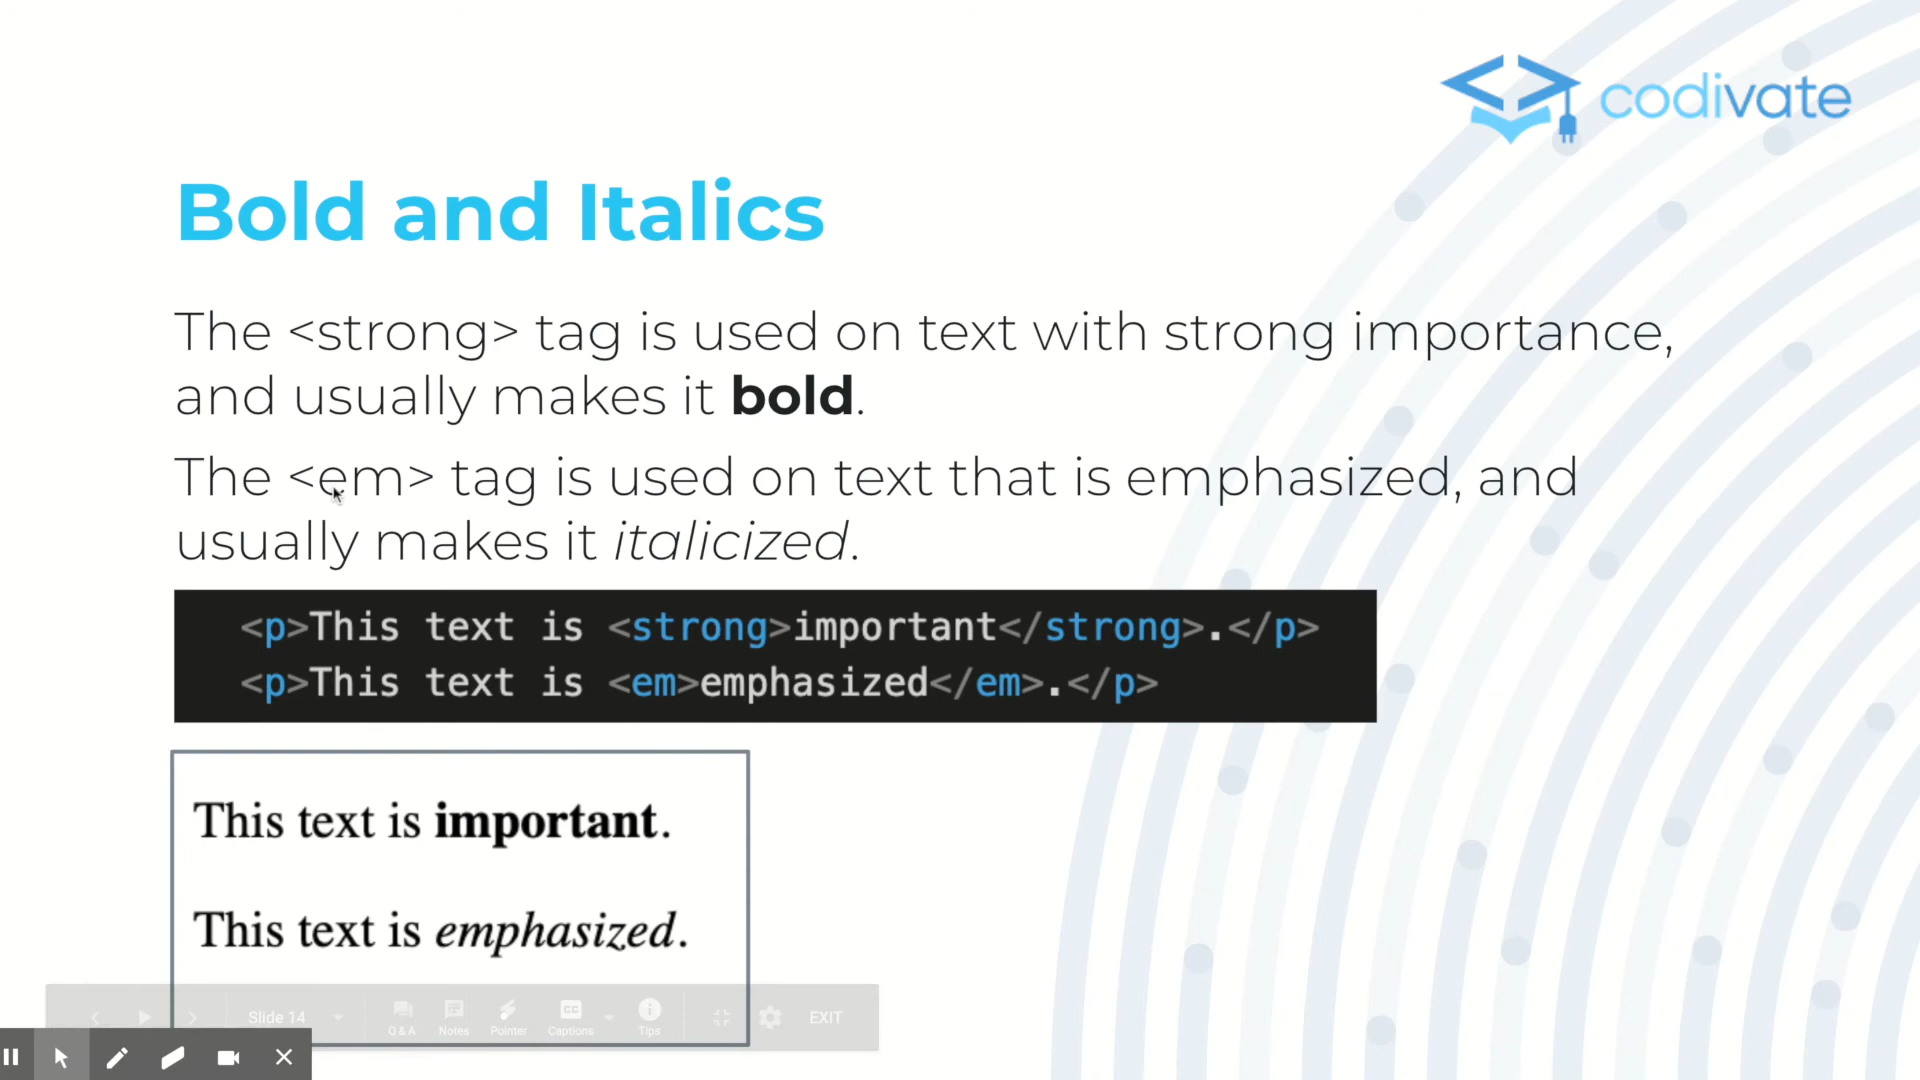 codivate
Bold and Italics
The <strong> tag is used on text with strong importance,
and usually makes it bold.
The <em> tag is used on text that is emphasized, and
usually makes it italicized.
<p>This text is <strong>important</strong>.</p>
<p>This text is <em>emphasized</em>.</p>
This text is important.
This text is emphasized.
Slide 14
Q & A
Notes
Pointer
CC
Captions
Tips
EXIT